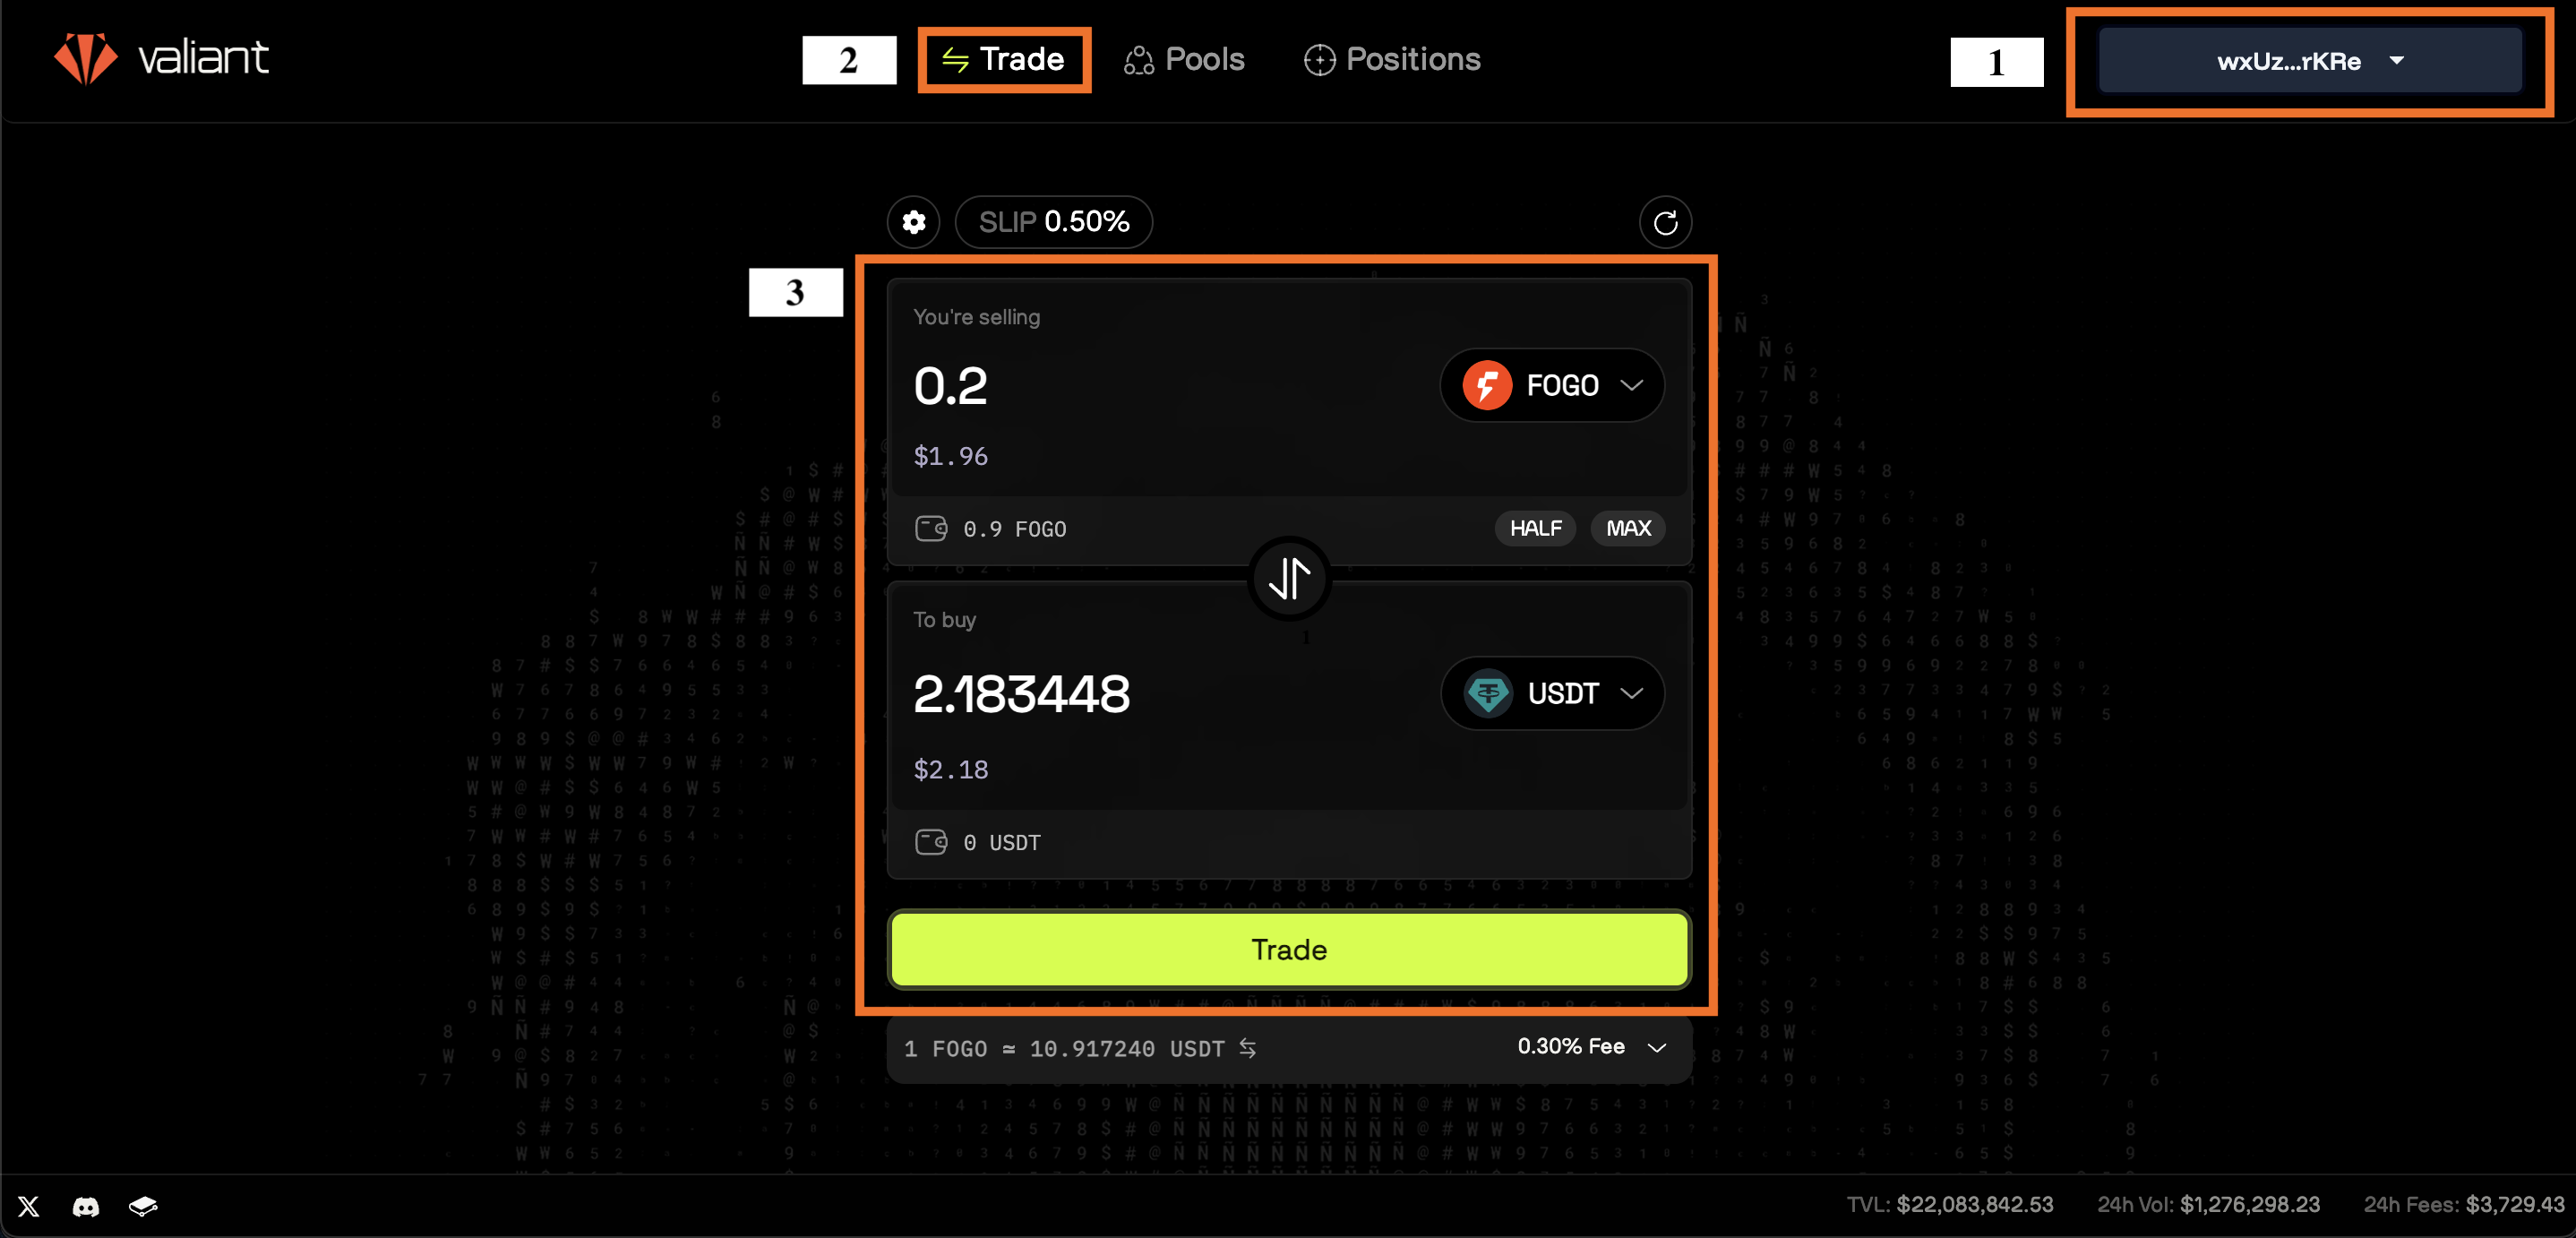 valiant
2
Trade
Pools
Positions
1
wxUz...rKRe
SLIP 0.50%
3
You're selling
0.2
FOGO
$1.96
0.9 FOGO
HALF
MAX
To buy
2.183448
USDT
$2.18
0 USDT
Trade
1 FOGO ≈ 10.917240 USDT
0.30% Fee
TVL: $22,083,842.53
24h Vol: $1,276,298.23
24h Fees: $3,729.43